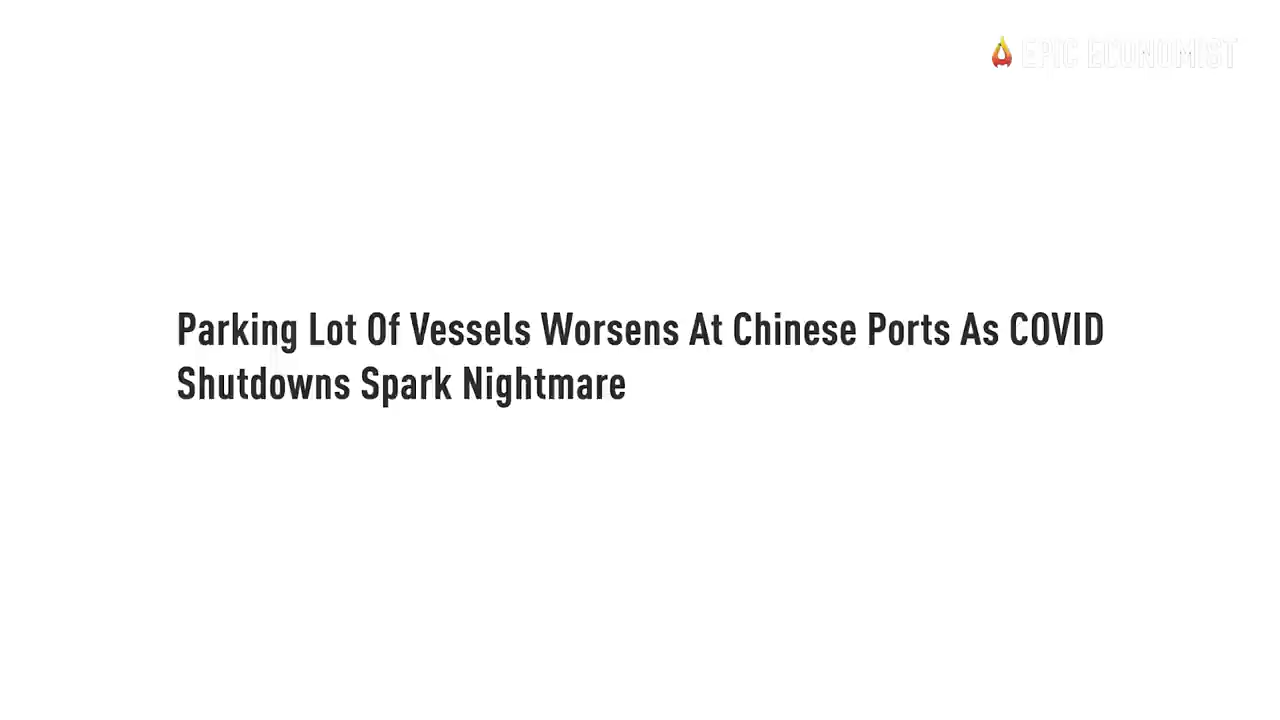 EPIC ECONOMIST
Parking Lot Of Vessels Worsens At Chinese Ports As COVID
Shutdowns Spark Nightmare